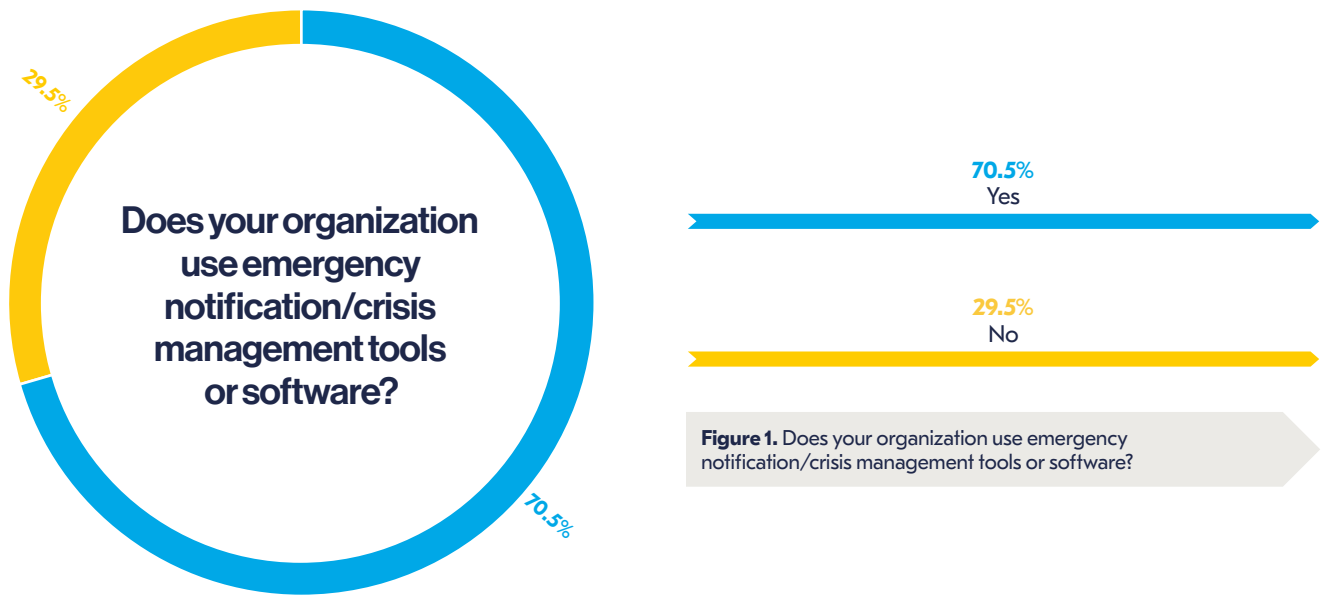 29.5%
Does your organization
use emergency
notification/crisis
management tools
or software?
70.5%
70.5%
Yes
29.5%
No
Figure 1. Does your organization use emergency
notification/crisis management tools or software?